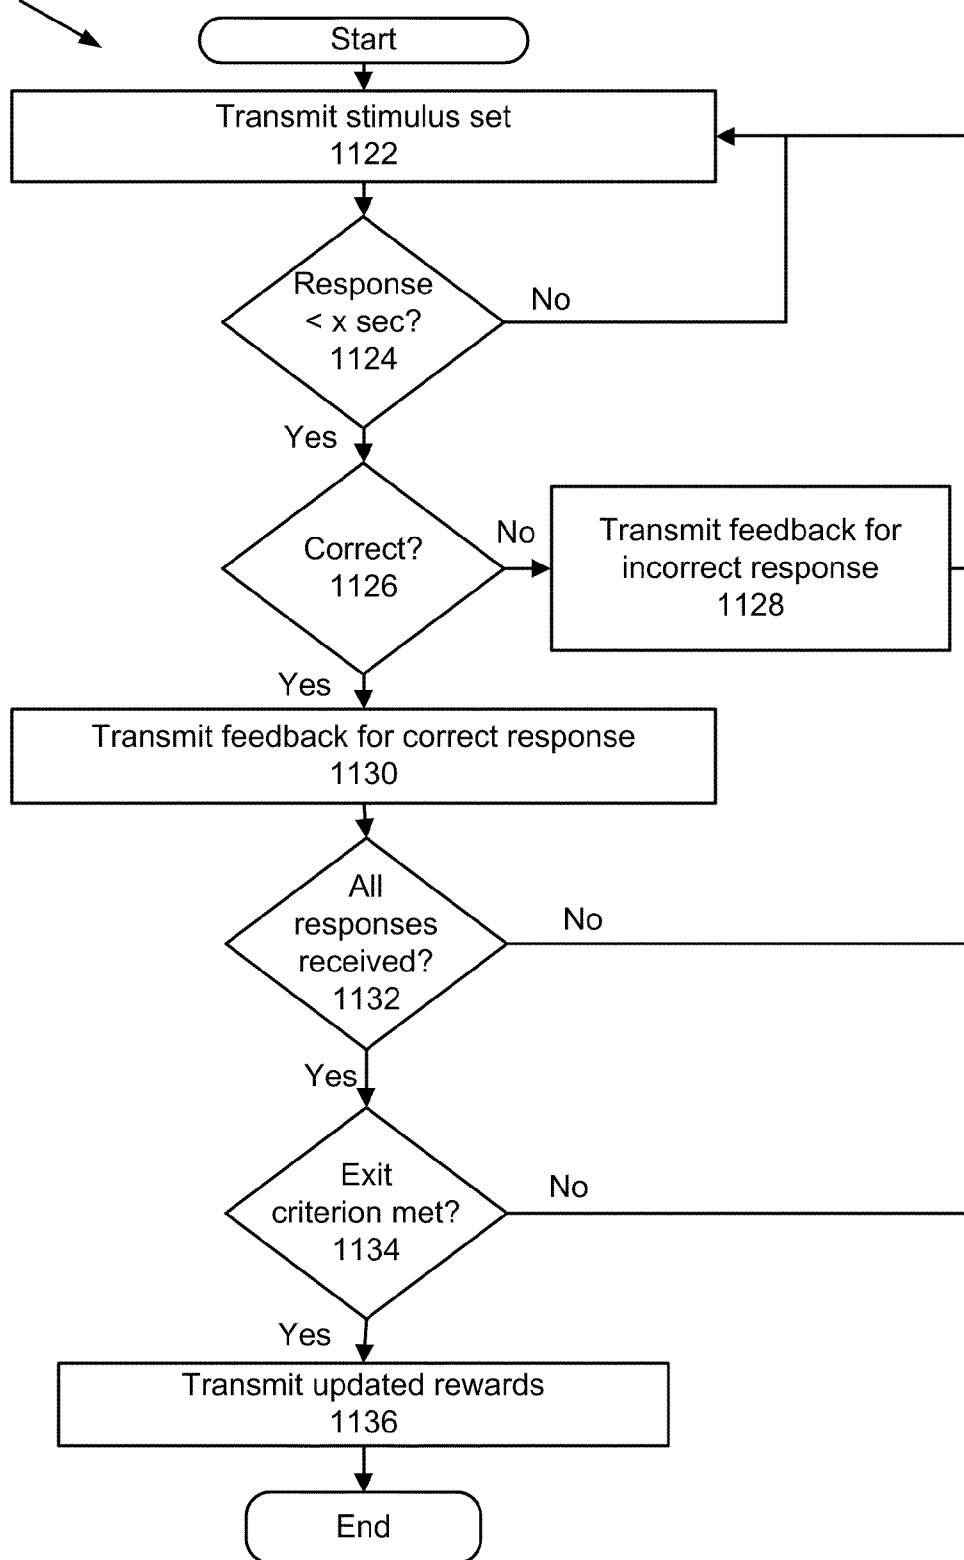 Start
Transmit stimulus set
1122
Response
< x sec?
1124
No
Yes
Correct?
1126
No
Transmit feedback for
incorrect response
1128
Yes
Transmit feedback for correct response
1130
All
responses
received?
1132
No
Yes
Exit
criterion met?
1134
No
Yes
Transmit updated rewards
1136
End